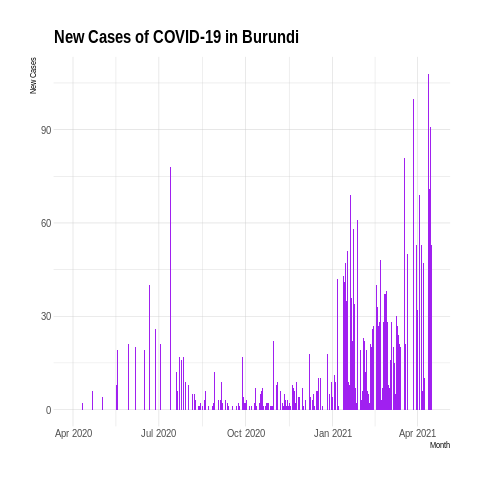 New Cases of COVID-19 in Burundi
New Cases
90
60
30
0
Apr 2020 Jul 2020 Oct 2020 Jan 2021 Apr 2021
Month